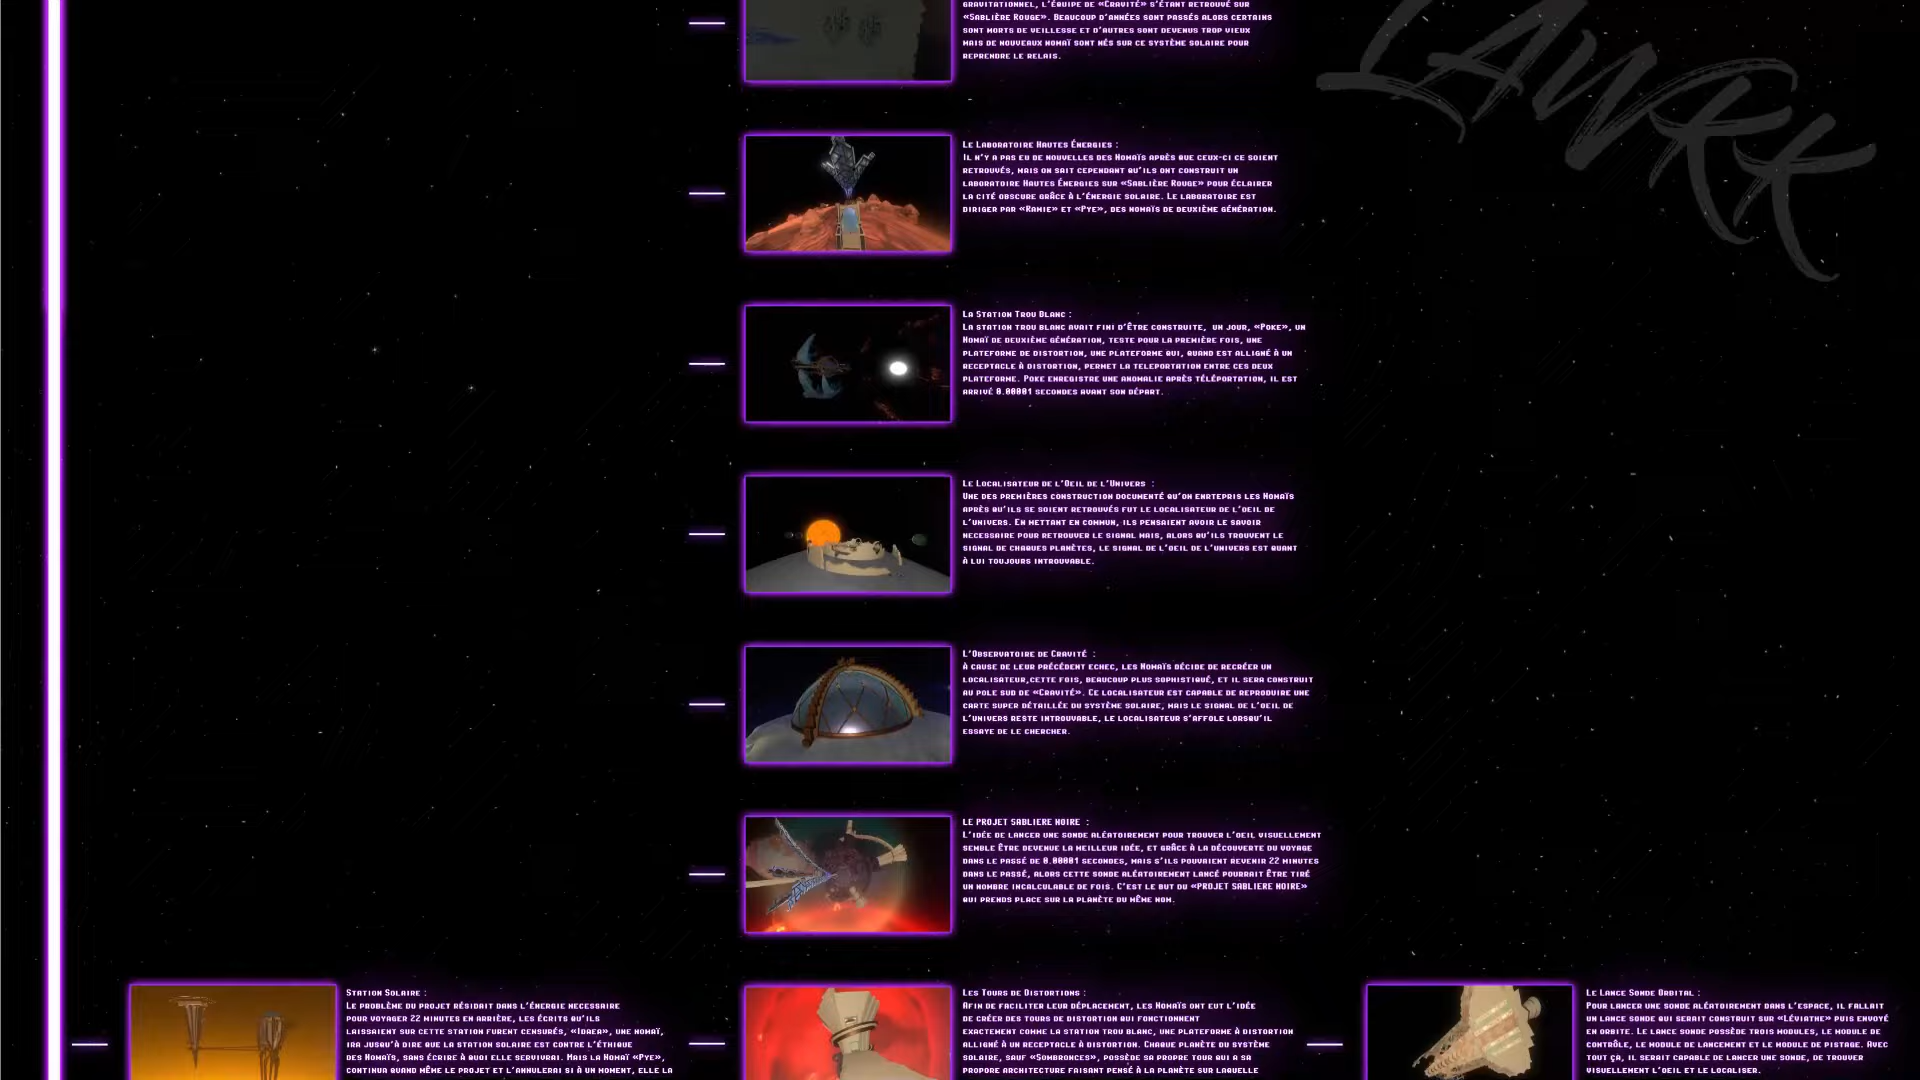 gravitationnel, l'équipe de «Cravité» s'étant retrouvé sur
«Sablière Rouge». Beaucoup d'années sont passés alors certains
sont morts de veillesse et d'autres sont devenus trop vieux
mais de nouveaux nomaï sont nés sur ce système solaire pour
reprendre le relais.
LAWKK
Le Laboratoire Hautes Énergies :
Il n'y a pas eu de nouvelles des Nomaïs après que ceux-ci ce soient
retrouvés, mais on sait cependant qu'ils ont construit un
laboratoire Hautes Énergies sur «Sablière Rouge» pour éclairer
la cité obscure grâce à l'énergie solaire. Le laboratoire est
diriger par «Ramie» et «Pye», des nomaïs de deuxième génération.
La Station Trou Blanc :
La station trou blanc avait fini d'être construite, un jour, «Poke», un
Nomaï de deuxième génération, teste pour la première fois, une
plateforme de distortion, une plateforme qui, quand est alligné à un
receptacle à distortion, permet la teleportation entre ces deux
plateforme. Poke enregistre une anomalie après téléportation, il est
arrivé 0.00001 secondes avant son départ.
Le Localisateur de l'Oeil de l'Univers :
Une des premières construction documenté qu'on enrtepris les Nomaïs
après qu'ils se soient retrouvés fut le localisateur de l'oeil de
l'univers. En mettant en commun, ils pensaient avoir le savoir
necessaire pour retrouver le signal mais, alors qu'ils trouvent le
signal de chaques planètes, le signal de l'oeil de l'univers est quant
à lui toujours introuvable.
L'Observatoire de Cravité :
À cause de leur précédent echec, les Nomaïs décide de recréer un
localisateur,cette fois, beaucoup plus sophistiqué, et il sera construit
au pole sud de «Cravité». Ce localisateur est capable de reproduire une
carte super détaillée du système solaire, mais le signal de l'oeil de
l'univers reste introuvable, le localisateur s'affole lorsqu'il
essaye de le chercher.
LE PROJET SABLIERE NOIRE :
L'idée de lancer une sonde aléatoirement pour trouver l'oeil visuellement
semble être devenue la meilleur idée, et grâce à la découverte du voyage
dans le passé de 0.00001 secondes, mais s'ils pouvaient revenir 22 minutes
dans le passé, alors cette sonde aléatoirement lancé pourrait être tiré
un nombre incalculable de fois. C'est le but du «PROJET SABLIERE NOIRE»
qui prends place sur la planète du même nom.
Station Solaire :
Le problème du projet résidait dans l'énergie necessaire
pour voyager 22 minutes en arrière, les écrits qu'ils
laissaient sur cette station furent censurés, «Idaea», une nomaï,
ira jusqu'à dire que la station solaire est contre l'éthique
des Nomaïs, sans écrire à quoi elle servivrai. Mais la Nomaï «Pye»,
continua quand même le projet et l'annulerai si à un moment, elle la
Les Tours de Distortions :
Afin de faciliter leur déplacement, les Nomaïs ont eut l'idée
de créer des tours de distortion qui fonctionnent
exactement comme la station trou blanc, une plateforme à distortion
alligné à un receptacle à distortion. Chaque planète du système
solaire, sauf «Sombronces», possède sa propre tour qui a sa
propore architecture faisant pensé à la planète sur laquelle
Le Lance Sonde Orbital :
Pour lancer une sonde aléatoirement dans l'espace, il fallait
un lance sonde qui serait construit sur «Léviathe» puis envoyé
en orbite. Le lance sonde possède trois modules, le module de
contrôle, le module de lancement et le module de pistage. Avec
tout ça, il serait capable de lancer une sonde, de trouver
visuellement l'oeil et le localiser.